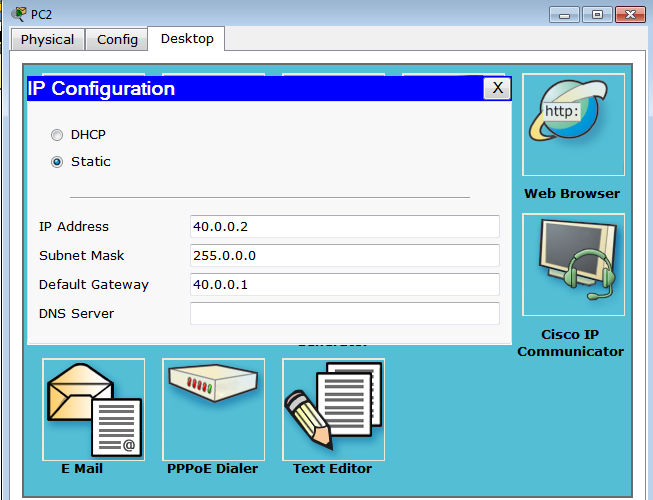 PC2
Physical
Config
Desktop
IP Configuration
X
DHCP
Static
IP Address
40.0.0.2
Subnet Mask
255.0.0.0
Default Gateway
40.0.0.1
DNS Server
http:
Web Browser
Cisco IP
Communicator
@
E Mail
PPPoE Dialer
Text Editor